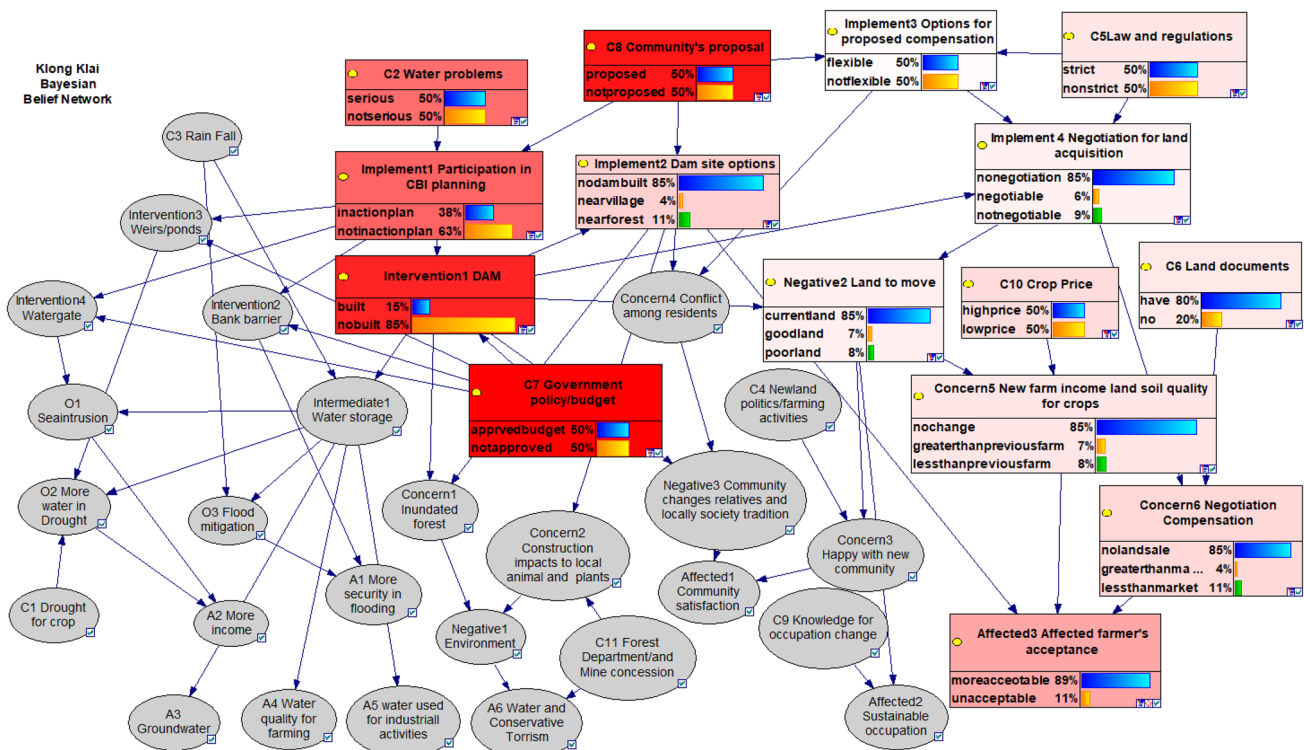 Klong Klai
Bayesian
Belief Network
C2 Water problems
serious 50%
notserious 50%
C8 Community's proposal
proposed 50%
notproposed 50%
Implement3 Options for
proposed compensation
flexible 50%
notflexible 50%
C5Law and regulations
strict 50%
nonstrict 50%
C3 Rain Fall
Implement1 Participation in
CBI planning
inactionplan 38%
notinactionplan 63%
Implement2 Dam site options
nodambuilt 85%
nearvillage 4%
nearforest 11%
Implement 4 Negotiation for land
acquisition
nonegotiation 85%
negotiable 6%
notnegotiable 9%
Intervention3
Weirs/ponds
Intervention4
Watergate
Intervention2
Bank barrier
Intervention1 DAM
built 15%
nobuilt 85%
Concern4 Conflict
among residents
Negative2 Land to move
currentland 85%
goodland 7%
poorland 8%
C10 Crop Price
highprice 50%
lowprice 50%
C6 Land documents
have 80%
no 20%
O1
Seaintrusion
Intermediate1
Water storage
C7 Government
policy/budget
apprvedbudget 50%
notapproved 50%
C4 Newland
politics/farming
activities
Concern5 New farm income land soil quality
for crops
nochange 85%
greaterthanpreviousfarm 7%
lessthanpreviousfarm 8%
O2 More
water in
Drought
O3 Flood
mitigation
Concern1
Inundated
forest
Concern2
Construction
impacts to local
animal and plants
Negative3 Community
changes relatives and
locally society tradition
Concern3
Happy with new
community
Concern6 Negotiation
Compensation
nolandsale 85%
greaterthanma ... 4%
lessthanmarket 11%
C1 Drought
for crop
A2 More
income
A1 More
security in
flooding
Negative1
Environment
C11 Forest
Department/and
Mine concession
Affected1
Community
satisfaction
C9 Knowledge for
occupation change
Affected3 Affected farmer's
acceptance
moreacceotable 89%
unacceptable 11%
A3
Groundwater
A4 Water
quality for
farming
A5 water used
for industriall
activities
A6 Water and
Conservative
Torrism
Affected2
Sustainable
occupation